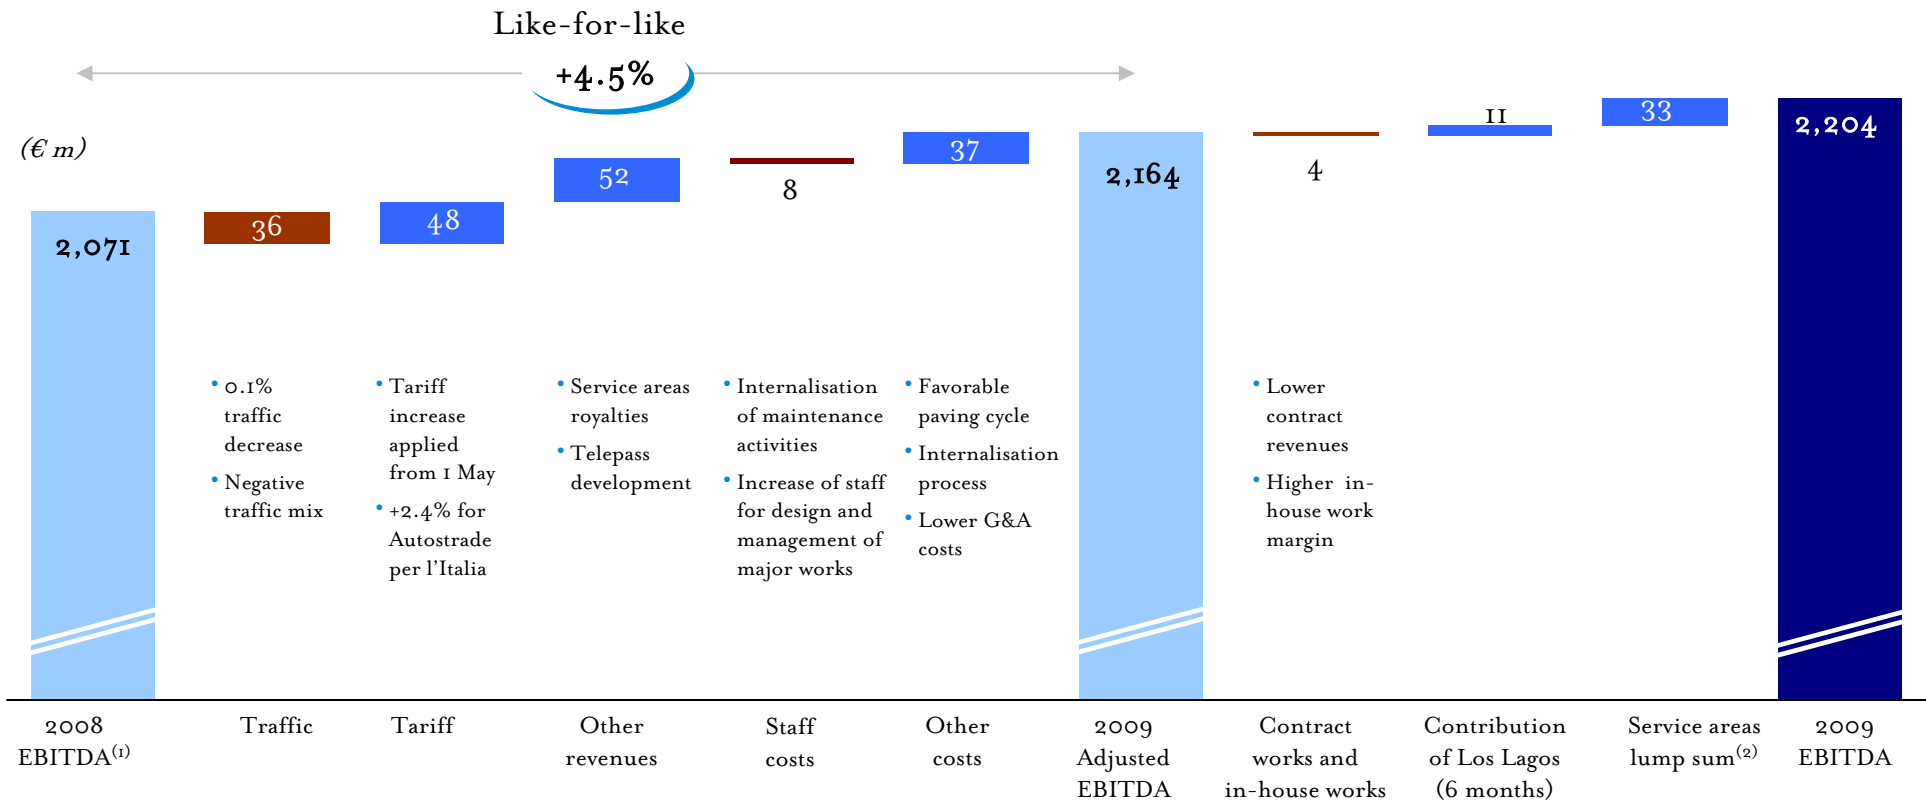 Like-for-like
+4.5%
(€ m)
2,071
36
48
52
8
37
2,164
4
11
33
2,204
• 0.1%
traffic
decrease
• Negative
traffic mix
• Tariff
increase
applied
from 1 May
• +2.4% for
Autostrade
per l’Italia
• Service areas
royalties
• Telepass
development
• Internalisation
of maintenance
activities
• Increase of staff
for design and
management of
major works
• Favorable
paving cycle
• Internalisation
process
• Lower G&A
costs
• Lower
contract
revenues
• Higher in-
house work
margin
2008
EBITDA(1)
Traffic
Tariff
Other
revenues
Staff
costs
Other
costs
2009
Adjusted
EBITDA
Contract
works and
in-house works
Contribution
of Los Lagos
(6 months)
Service areas
lump sum(2)
2009
EBITDA